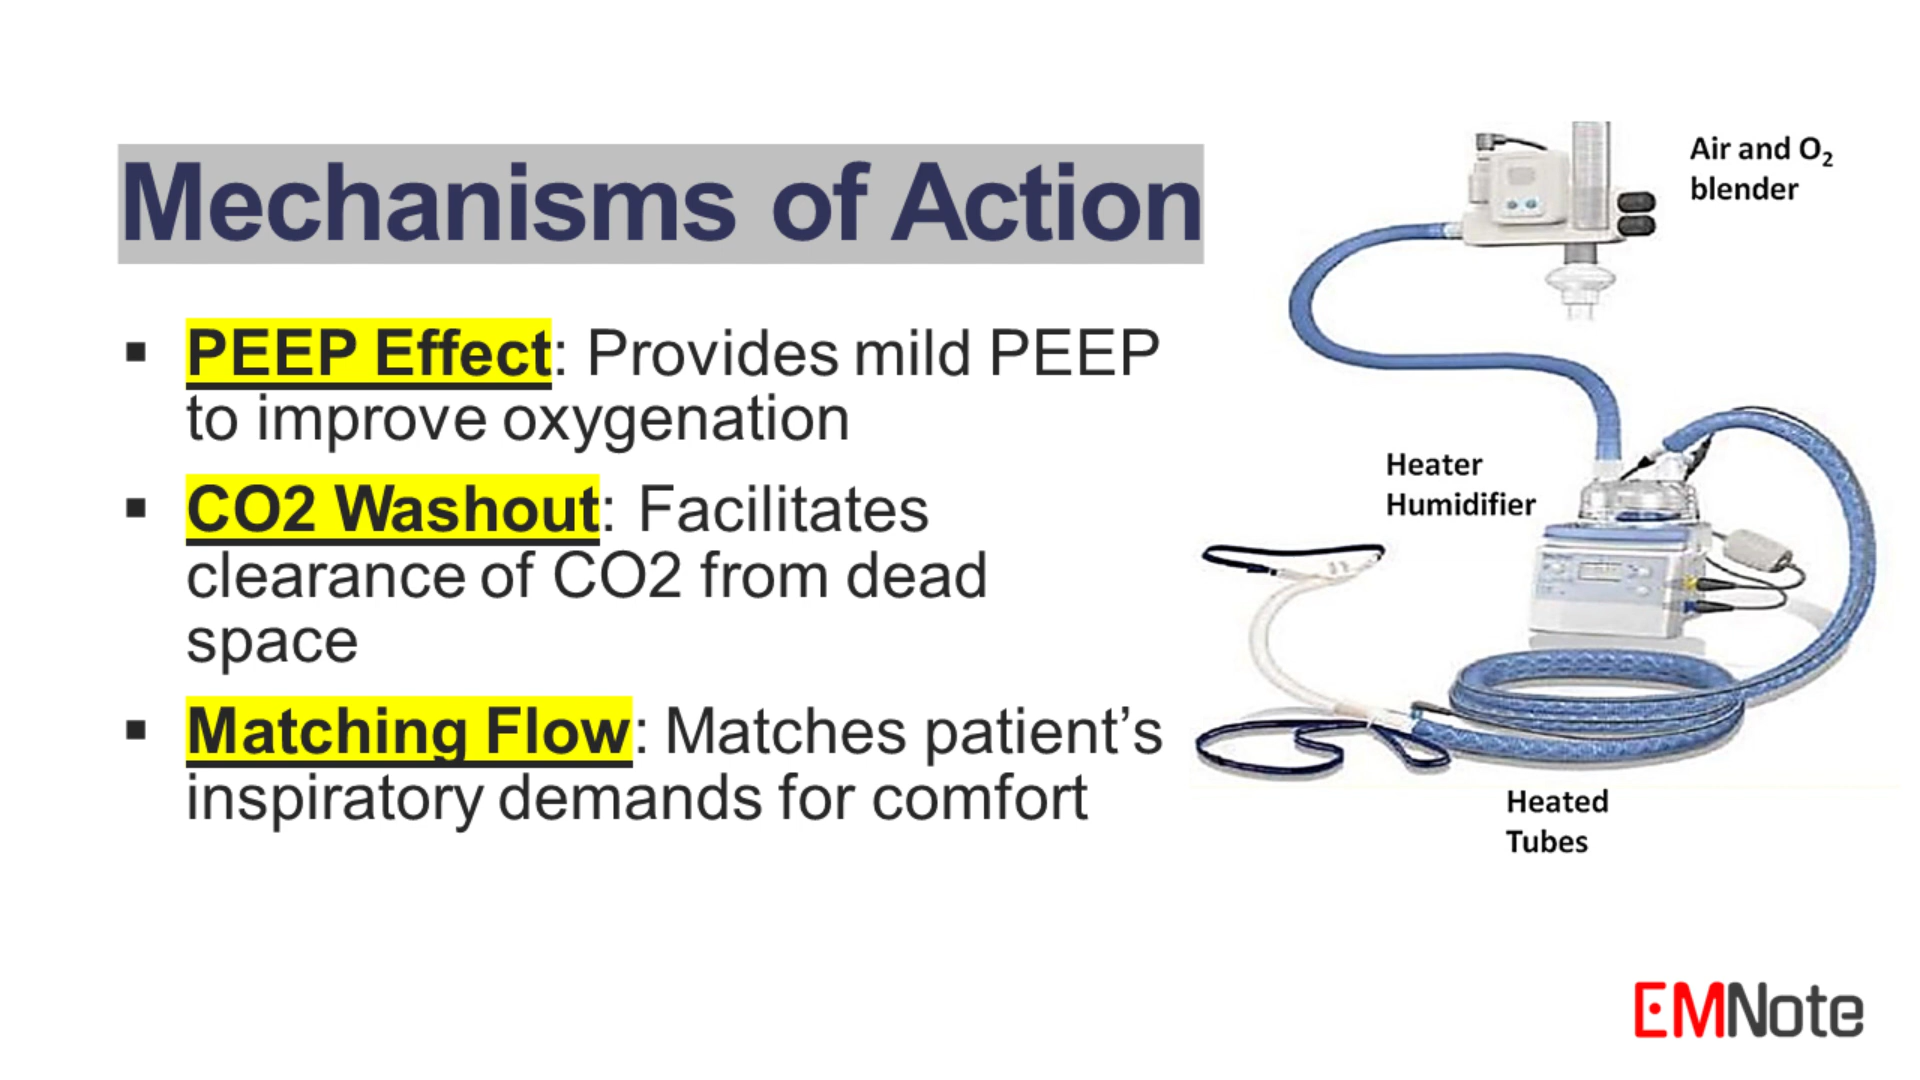 Mechanisms of Action
▪ PEEP Effect: Provides mild PEEP
to improve oxygenation
▪ CO2 Washout: Facilitates
clearance of CO2 from dead
space
▪ Matching Flow: Matches patient’s
inspiratory demands for comfort
Air and O₂
blender
Heater
Humidifier
Heated
Tubes
EMNote